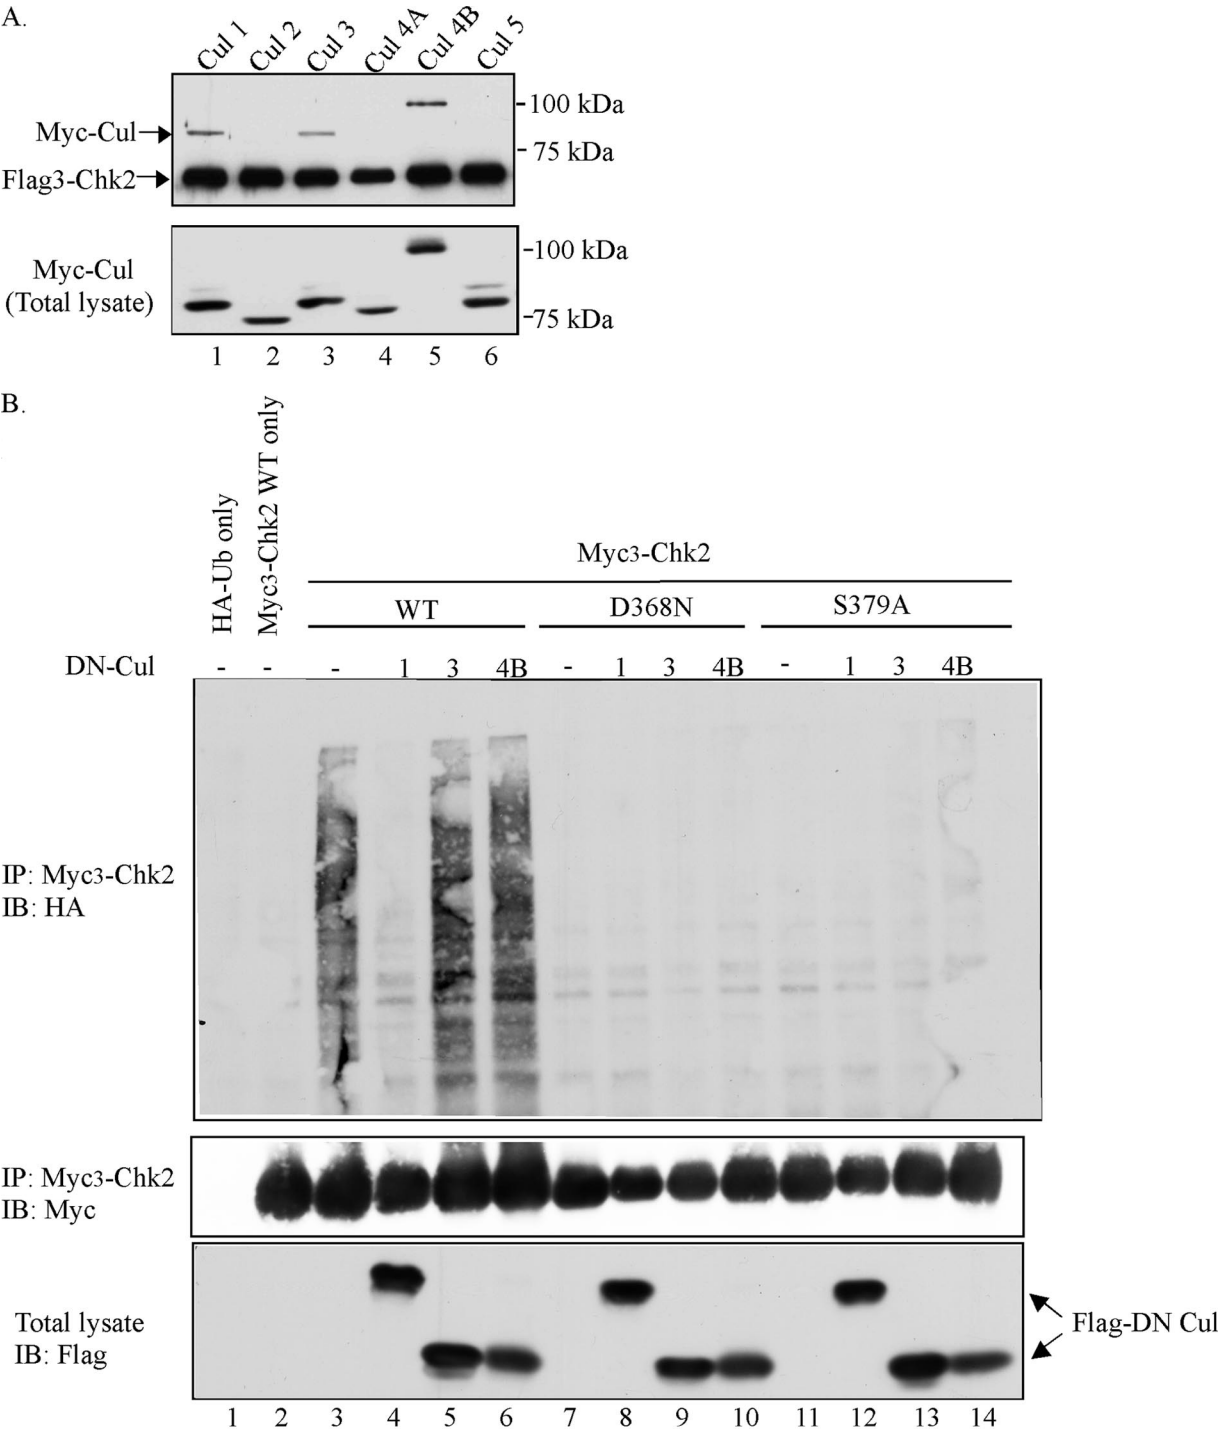 A.
Cul 1 Cul 2 Cul 3 Cul 4A Cul 4B Cul 5
-100 kDa
Myc-Cul
-75 kDa
Flag3-Chk2
-100 kDa
Myc-Cul
(Total lysate)
-75 kDa
1 2 3 4 5 6
B.
HA-Ub only
Myc3-Chk2 WT only
Myc3-Chk2
WT D368N S379A
DN-Cul - - - 1 3 4B - 1 3 4B - 1 3 4B
IP: Myc3-Chk2
IB: HA
IP: Myc3-Chk2
IB: Myc
Total lysate
IB: Flag
Flag-DN Cul
1 2 3 4 5 6 7 8 9 10 11 12 13 14